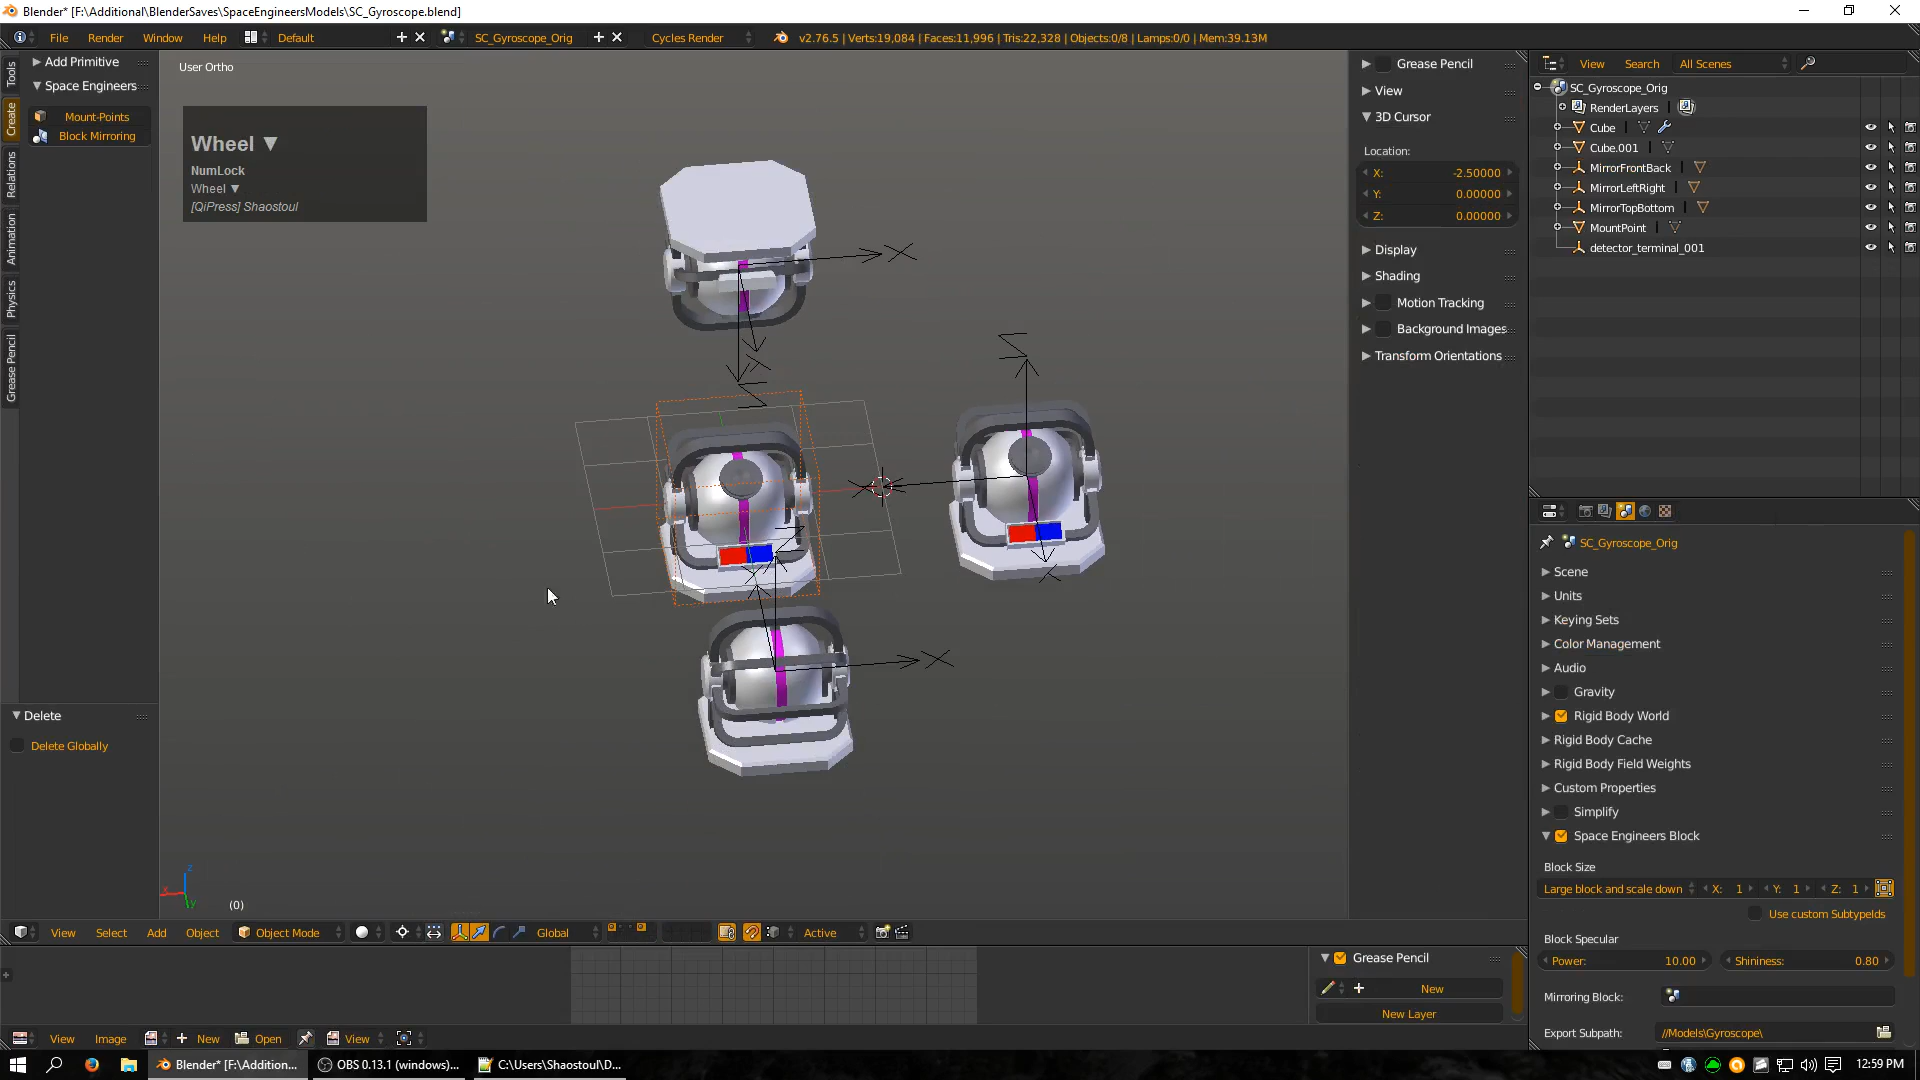 Blender* [F:\Additional\BlenderSaves\SpaceEngineersModels\SC_Gyroscope.blend]
File Render Window Help Default SC_Gyroscope_Orig Cycles Render v2.76.5 | Verts:19,084 | Faces:11,996 | Tris:22,328 | Objects:0/8 | Lamps:0/0 | Mem:39.13M
Tools
Create
Relations
Animation
Physics
Grease Pencil
Add Primitive
Space Engineers
Mount-Points
Block Mirroring
Delete
Delete Globally
User Ortho
Wheel ▼
NumLock
Wheel ▼
[QiPress] Shaostoul
X
X
X
Z
(0)
Grease Pencil
View
3D Cursor
Location:
X: -2.50000
Y: 0.00000
Z: 0.00000
Display
Shading
Motion Tracking
Background Images
Transform Orientations
View Search All Scenes
SC_Gyroscope_Orig
RenderLayers
Cube
Cube.001
MirrorFrontBack
MirrorLeftRight
MirrorTopBottom
MountPoint
detector_terminal_001
SC_Gyroscope_Orig
Scene
Units
Keying Sets
Color Management
Audio
Gravity
Rigid Body World
Rigid Body Cache
Rigid Body Field Weights
Custom Properties
Simplify
Space Engineers Block
Block Size
Large block and scale down X: 1 Y: 1 Z: 1
Use custom SubtypeIds
Block Specular
Power: 10.00 Shininess: 0.80
Mirroring Block:
Export Subpath: //Models\Gyroscope\
View Select Add Object Object Mode Global Active
Grease Pencil
New
New Layer
View Image New Open View
Blender* [F:\Addition... OBS 0.13.1 (windows)... C:\Users\Shaostoul\D... 12:59 PM